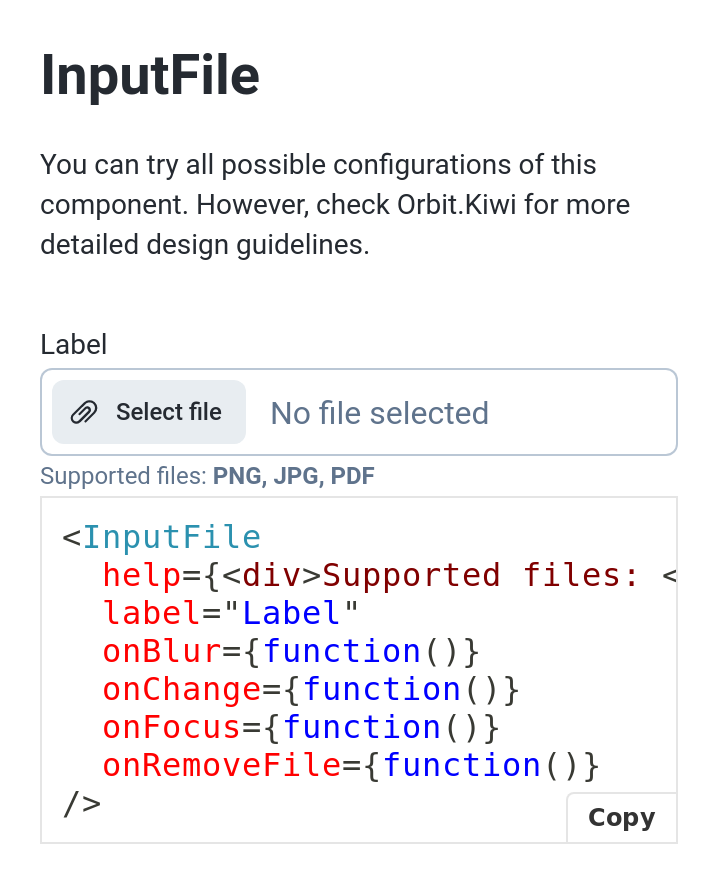 InputFile
You can try all possible configurations of this
component. However, check Orbit.Kiwi for more
detailed design guidelines.
Label
Select file No file selected
Supported files: PNG, JPG, PDF
<InputFile
  help={<div>Supported files: <
  label="Label"
  onBlur={function()}
  onChange={function()}
  onFocus={function()}
  onRemoveFile={function()}
/>
Copy